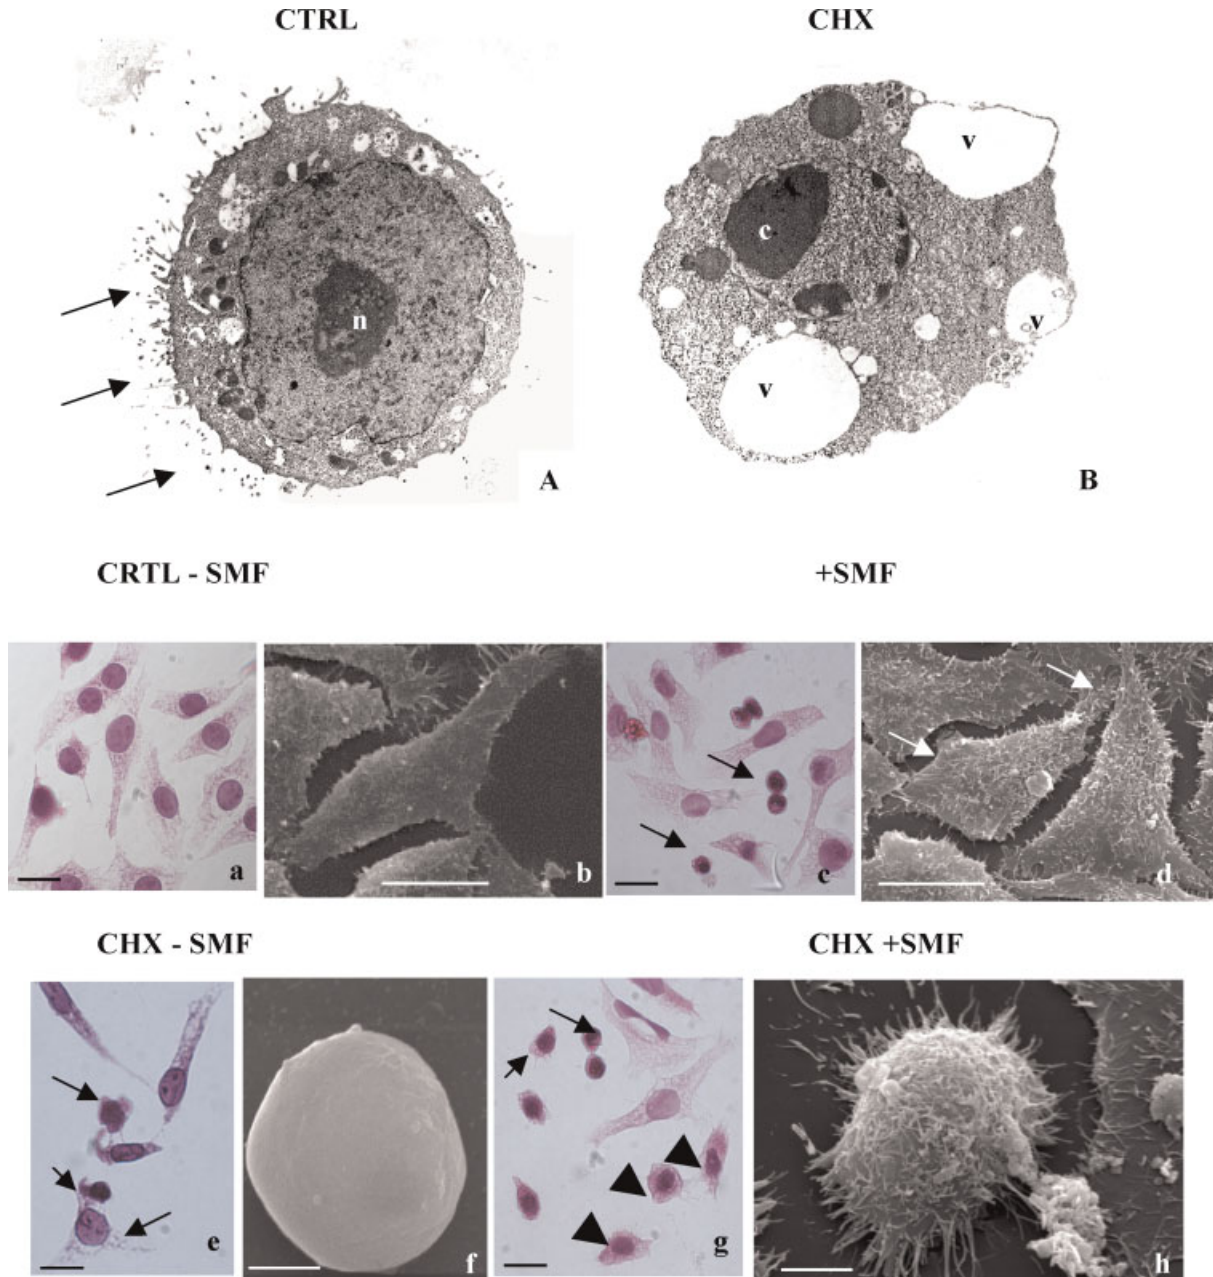 CTRL CHX
v
c
v
n
v
A B
CRTL - SMF +SMF
a b c d
CHX - SMF CHX +SMF
e f g h